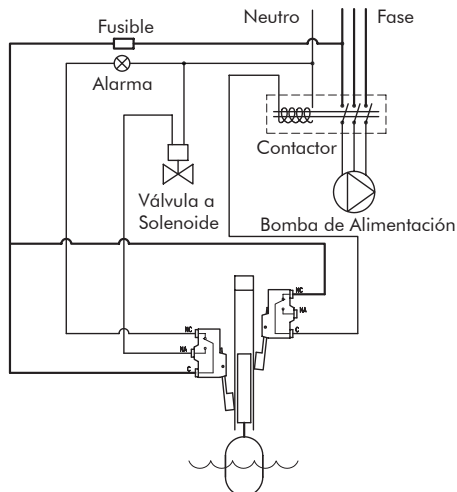 Neutro
Fase
Fusible
Alarma
Contactor
Válvula a
Solenoide
Bomba de Alimentación
NC
NA
C
NC
NA
C